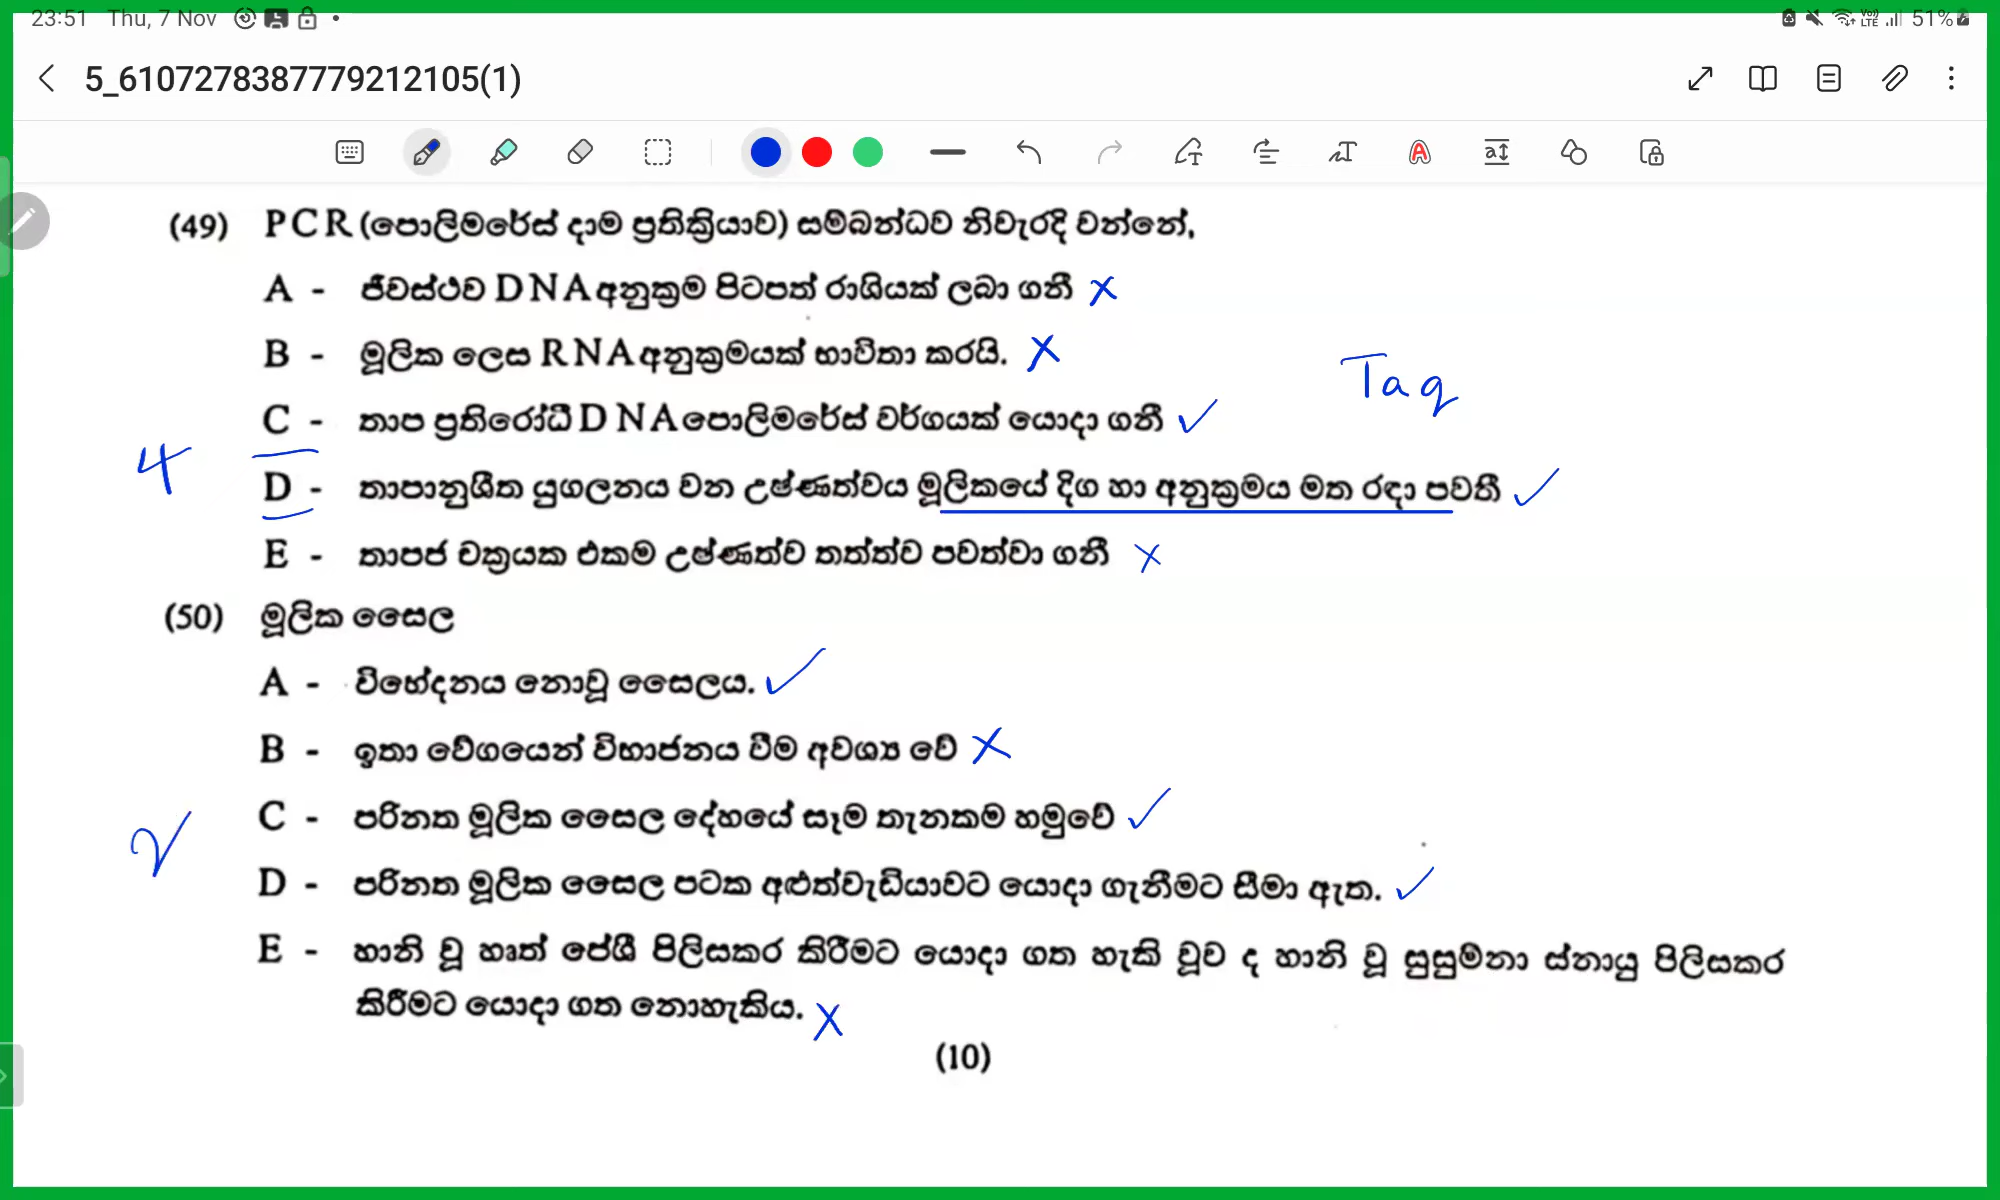 23:51 Thu, 7 Nov 51%
5_6107278387779212105(1)
(49) PCR (පොලිමරේස් දාම ප්‍රතික්‍රියාව) සම්බන්ධව නිවැරදි වන්නේ,
A - ජීවස්ථව DNA අනුක්‍රම පිටපත් රාශියක් ලබා ගනී X
B - මූලික ලෙස RNA අනුක්‍රමයක් භාවිතා කරයි. X
Taq
C - තාප ප්‍රතිරෝධී DNA පොලිමරේස් වර්ගයක් යොදා ගනී ✓
4
D - තාපානුශීත යුගලනය වන උෂ්ණත්වය මූලිකයේ දිග හා අනුක්‍රමය මත රඳා පවතී ✓
E - තාපජ චක්‍රයක එකම උෂ්ණත්ව තත්ත්ව පවත්වා ගනී X
(50) මූලික සෛල
A - විභේදනය නොවූ සෛලය. ✓
B - ඉතා වේගයෙන් විභාජනය වීම අවශ්‍ය වේ X
C - පරිනත මූලික සෛල දේහයේ සෑම තැනකම හමුවේ ✓
D - පරිනත මූලික සෛල පටක අළුත්වැඩියාවට යොදා ගැනීමට සීමා ඇත. ✓
E - හානි වූ හෘත් පේශී පිලිසකර කිරීමට යොදා ගත හැකි වූව ද හානි වූ සුසුම්නා ස්නායු පිලිසකර
කිරීමට යොදා ගත නොහැකිය. X
(10)